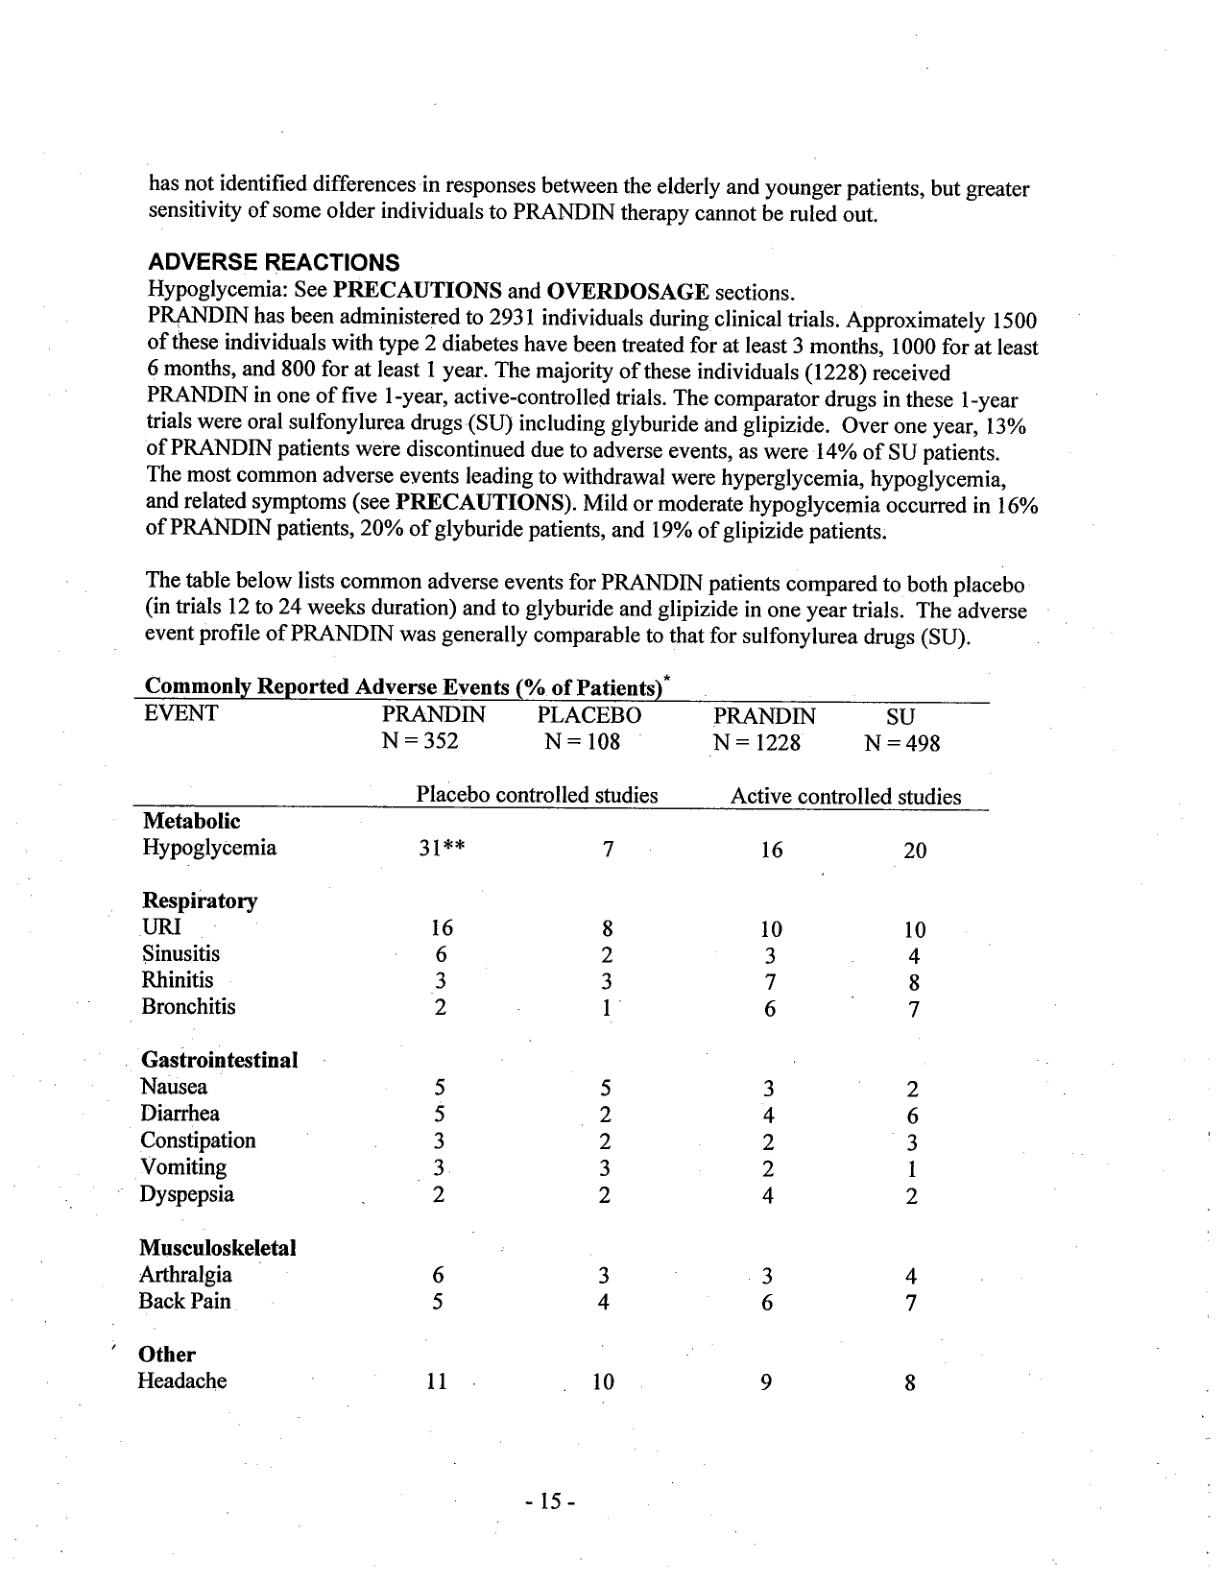 has not identified differences in responses between the elderly and younger patients, but greater
sensitivity of some older individuals to PRANDIN therapy cannot be ruled out.
ADVERSE REACTIONS
Hypoglycemia: See PRECAUTIONS and OVERDOSAGE sections.
PRANDIN has been administered to 2931 individuals during clinical trials. Approximately 1500
of these individuals with type 2 diabetes have been treated for at least 3 months, 1000 for at least
6 months, and 800 for at least 1 year. The majority of these individuals (1228) received
PRANDIN in one of five 1-year, active-controlled trials. The comparator drugs in these 1-year
trials were oral sulfonylurea drugs (SU) including glyburide and glipizide. Over one year, 13%
of PRANDIN patients were discontinued due to adverse events, as were 14% of SU patients.
The most common adverse events leading to withdrawal were hyperglycemia, hypoglycemia,
and related symptoms (see PRECAUTIONS). Mild or moderate hypoglycemia occurred in 16%
of PRANDIN patients, 20% of glyburide patients, and 19% of glipizide patients.
The table below lists common adverse events for PRANDIN patients compared to both placebo
(in trials 12 to 24 weeks duration) and to glyburide and glipizide in one year trials. The adverse
event profile of PRANDIN was generally comparable to that for sulfonylurea drugs (SU).
Commonly Reported Adverse Events (% of Patients)*
EVENT PRANDIN PLACEBO PRANDIN SU
N = 352 N = 108 N = 1228 N = 498
Placebo controlled studies Active controlled studies
Metabolic
Hypoglycemia 31** 7 16 20
Respiratory
URI 16 8 10 10
Sinusitis 6 2 3 4
Rhinitis 3 3 7 8
Bronchitis 2 1 6 7
Gastrointestinal
Nausea 5 5 3 2
Diarrhea 5 2 4 6
Constipation 3 2 2 3
Vomiting 3 3 2 1
Dyspepsia 2 2 4 2
Musculoskeletal
Arthralgia 6 3 3 4
Back Pain 5 4 6 7
Other
Headache 11 10 9 8
- 15 -